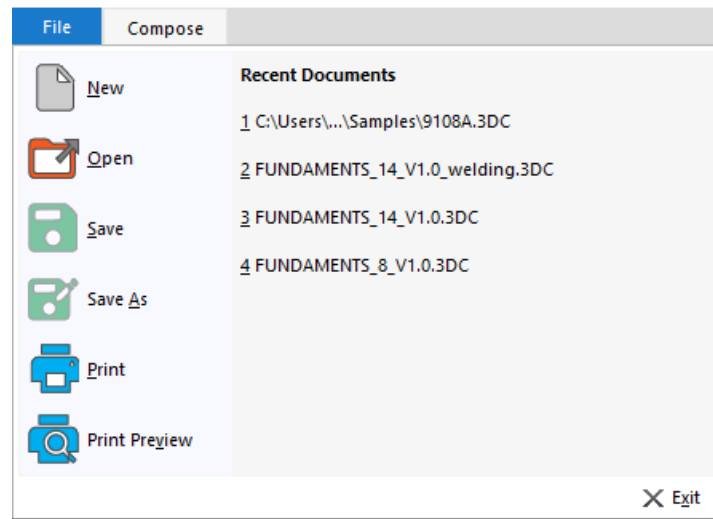 File
Compose
New
Open
Save
Save As
Print
Print Preview
Recent Documents
1 C:\Users\...\Samples\9108A.3DC
2 FUNDAMENTS_14_V1.0_welding.3DC
3 FUNDAMENTS_14_V1.0.3DC
4 FUNDAMENTS_8_V1.0.3DC
Exit